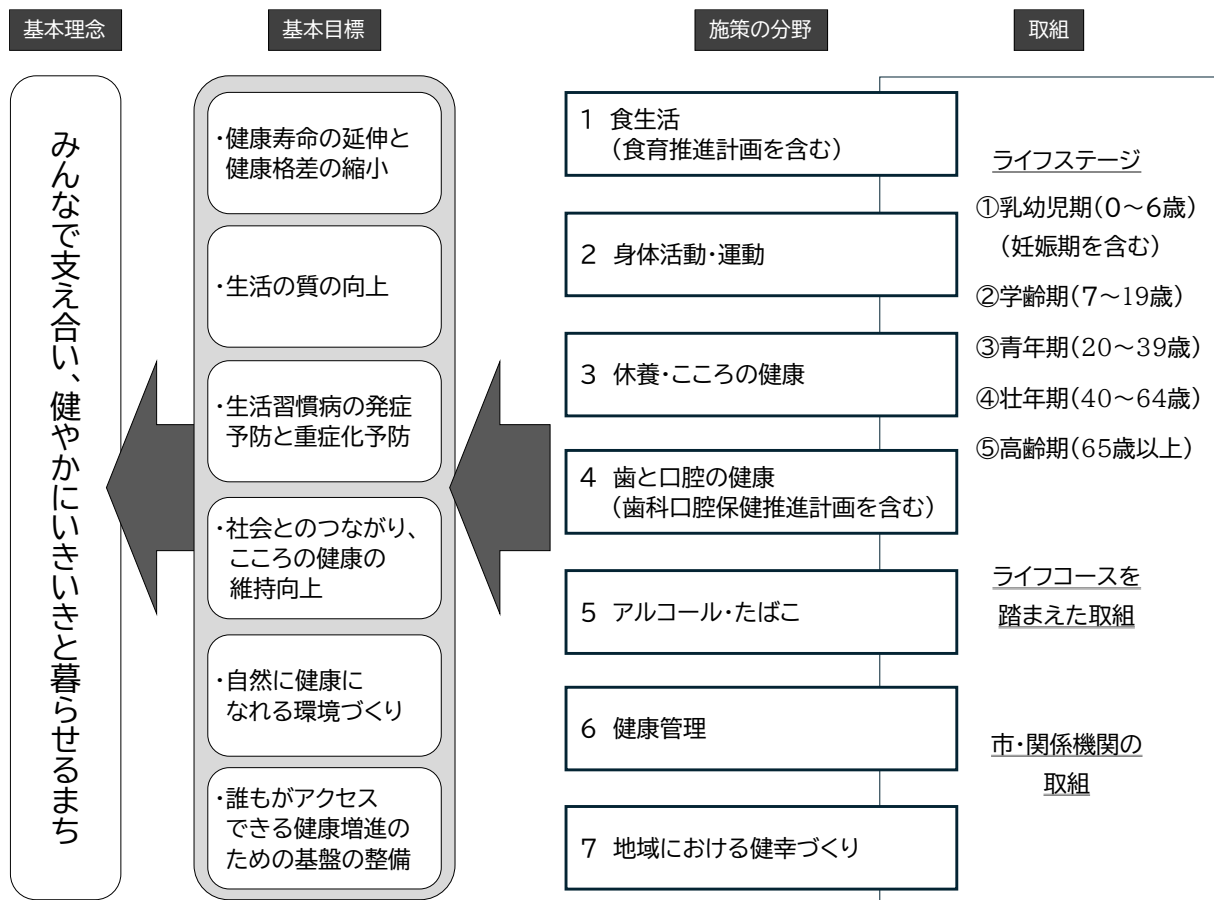 基本理念
基本目標
施策の分野
取組
みんなで支え合い、健やかにいきいきと暮らせるまち
・健康寿命の延伸と
健康格差の縮小
・生活の質の向上
・生活習慣病の発症
予防と重症化予防
・社会とのつながり、
こころの健康の
維持向上
・自然に健康に
なれる環境づくり
・誰もがアクセス
できる健康増進の
ための基盤の整備
1 食生活
(食育推進計画を含む)
2 身体活動・運動
3 休養・こころの健康
4 歯と口腔の健康
(歯科口腔保健推進計画を含む)
5 アルコール・たばこ
6 健康管理
7 地域における健幸づくり
ライフステージ
①乳幼児期(0～6歳)
(妊娠期を含む)
②学齢期(7～19歳)
③青年期(20～39歳)
④壮年期(40～64歳)
⑤高齢期(65歳以上)
ライフコースを
踏まえた取組
市・関係機関の
取組